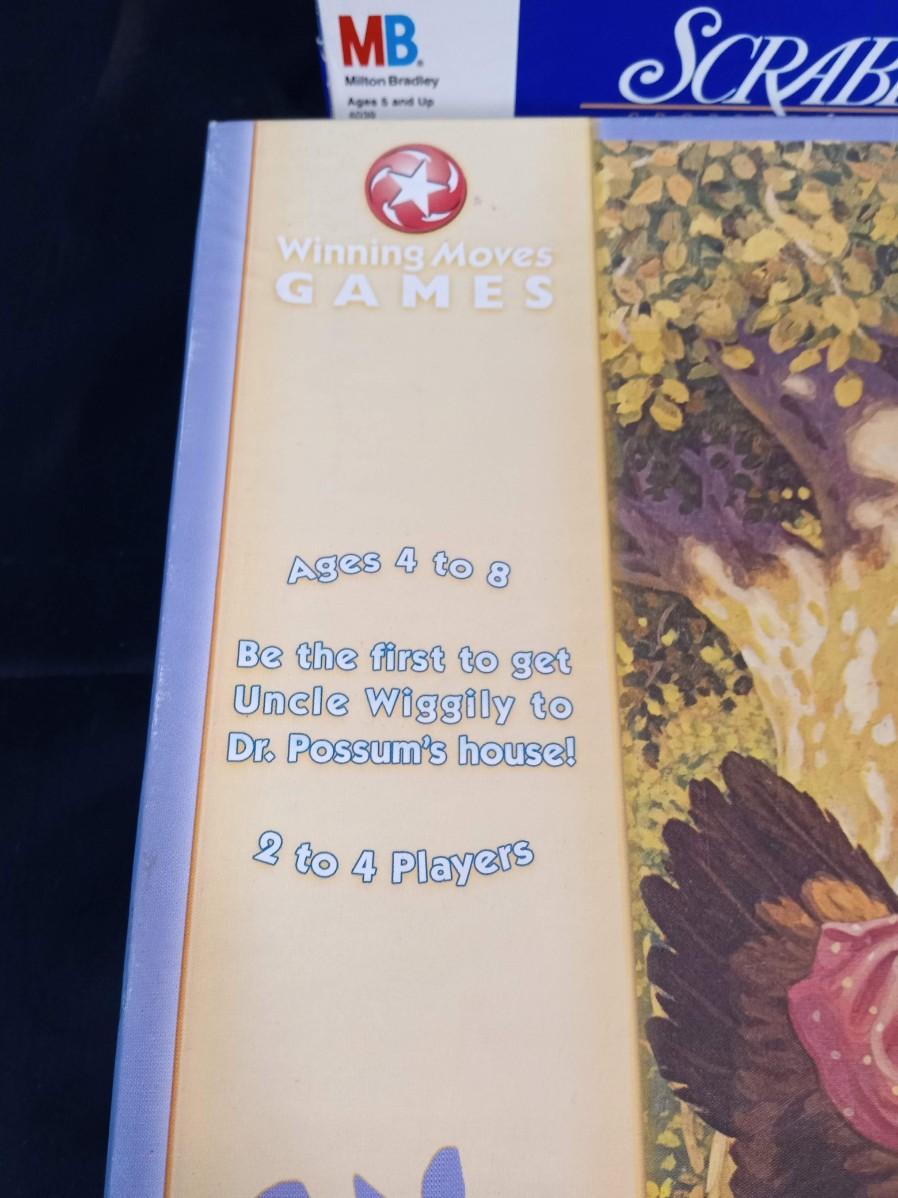 MB
Milton Bradley
Ages 5 and Up
SCRAB
Winning Moves
GAMES
Ages 4 to 8
Be the first to get
Uncle Wiggily to
Dr. Possum's house!
2 to 4 Players